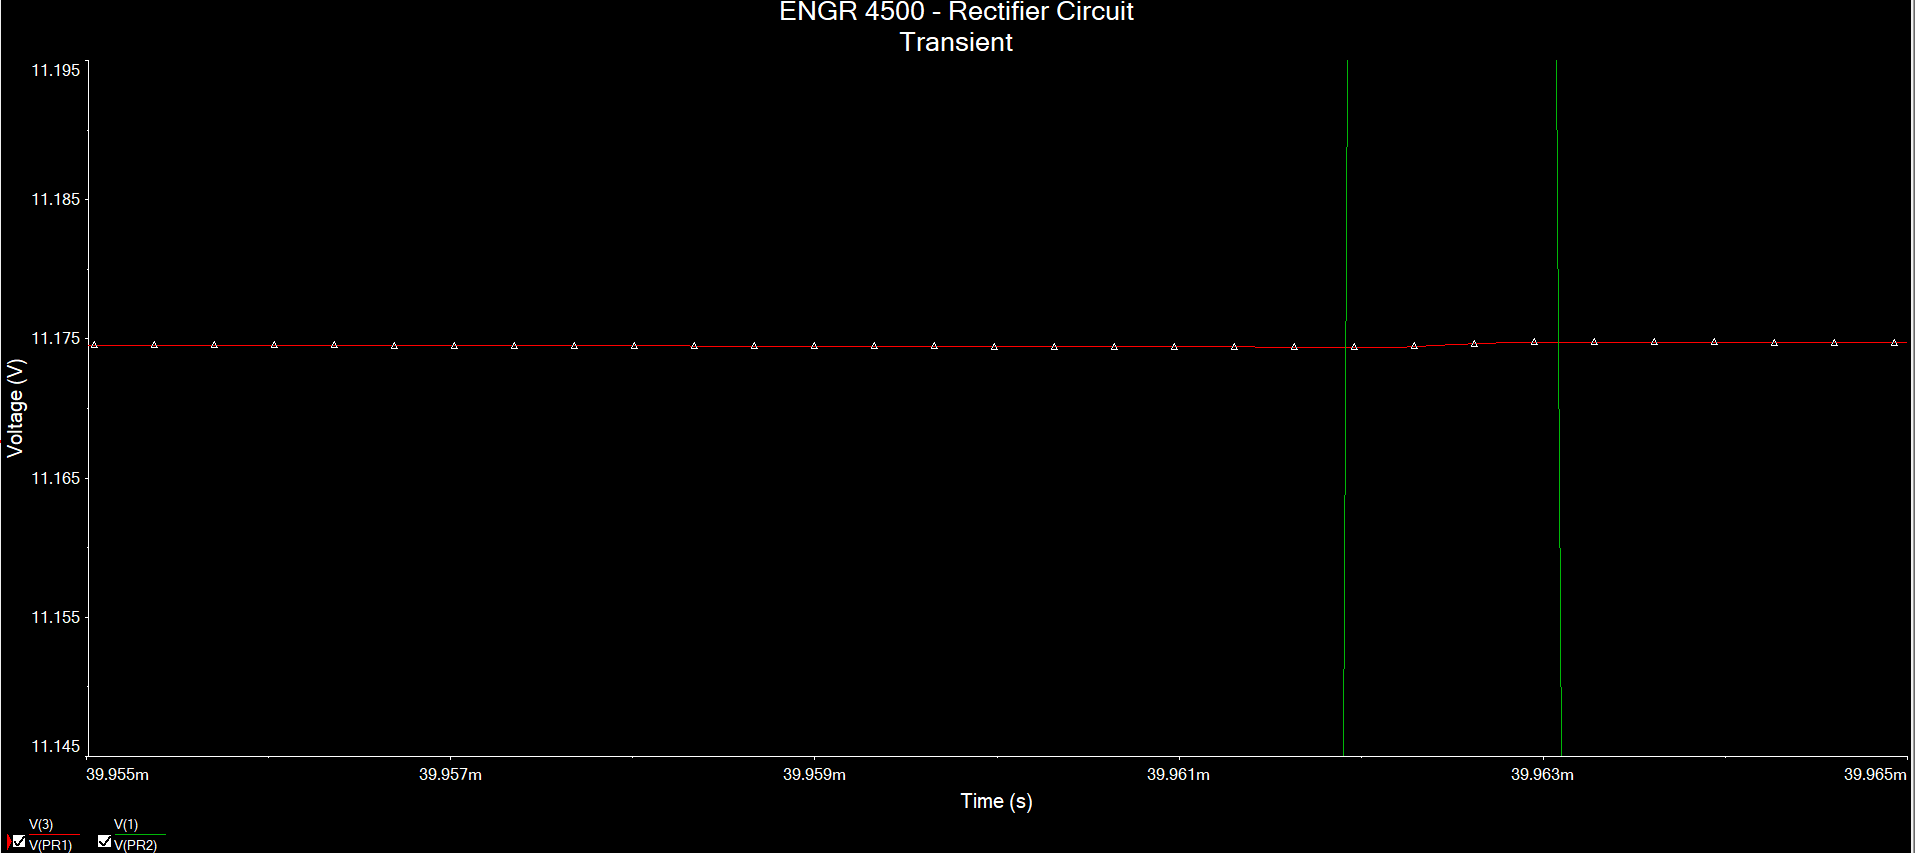 ENGR 4500 - Rectifier Circuit
Transient
11.195
11.185
11.175
11.165
11.155
11.145
Voltage (V)
39.955m 39.957m 39.959m 39.961m 39.963m 39.965m
Time (s)
V(3) V(1)
V(PR1) V(PR2)